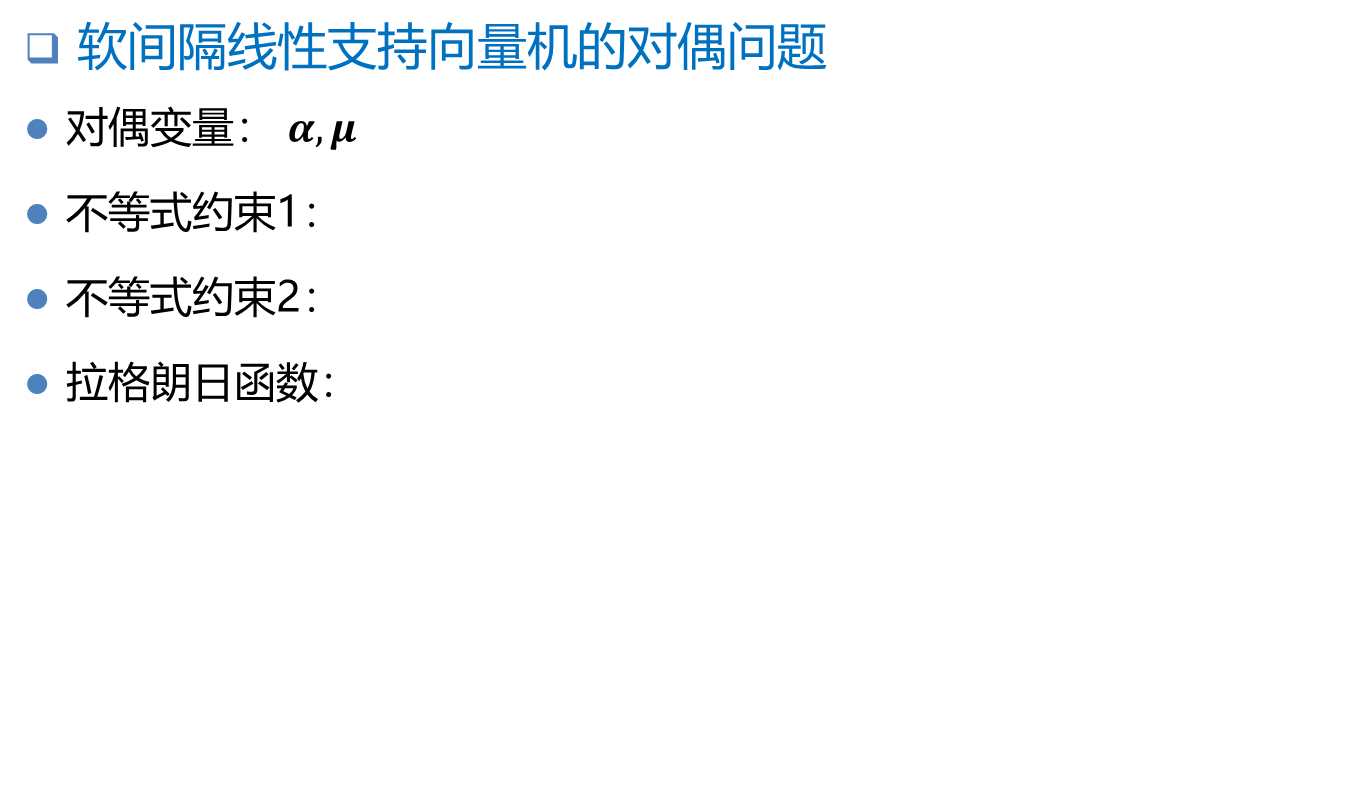 软间隔线性支持向量机的对偶问题
对偶变量： α, μ
不等式约束1：
不等式约束2：
拉格朗日函数：